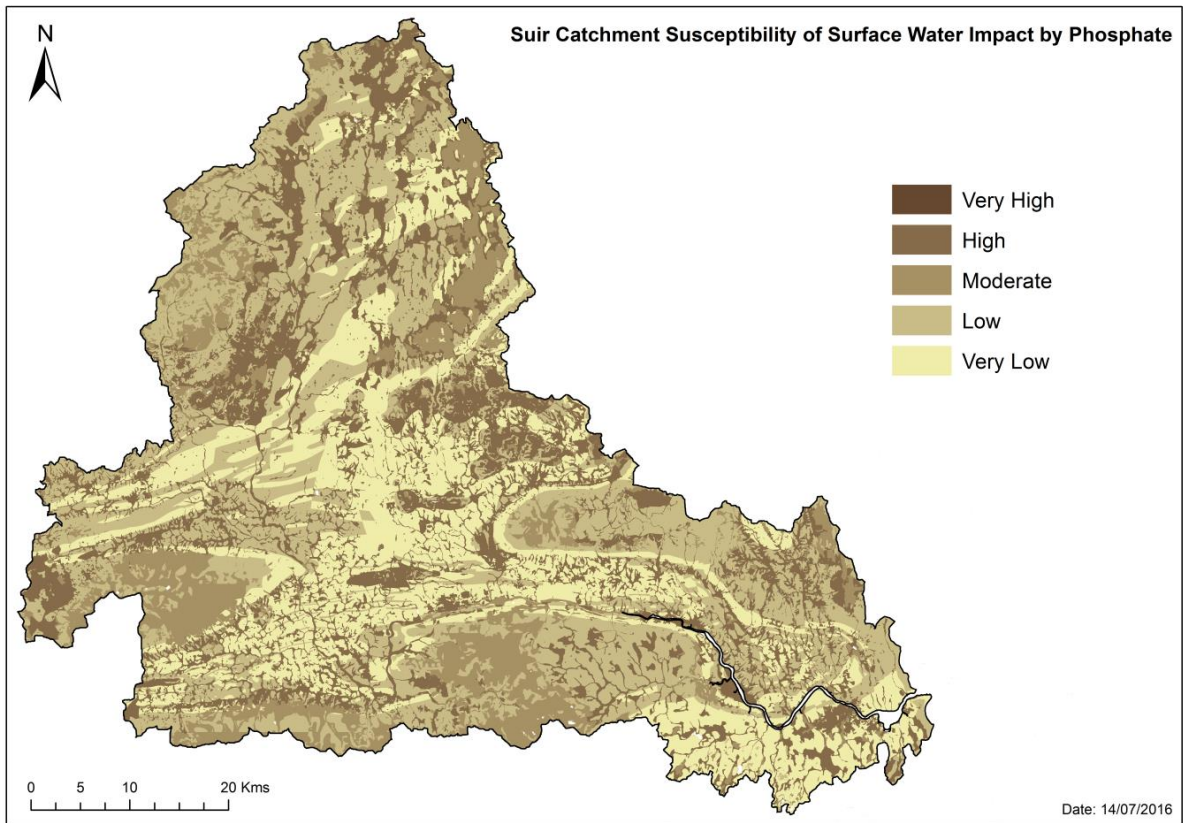 Suir Catchment Susceptibility of Surface Water Impact by Phosphate
N
Very High
High
Moderate
Low
Very Low
0 5 10 20 Kms
Date: 14/07/2016